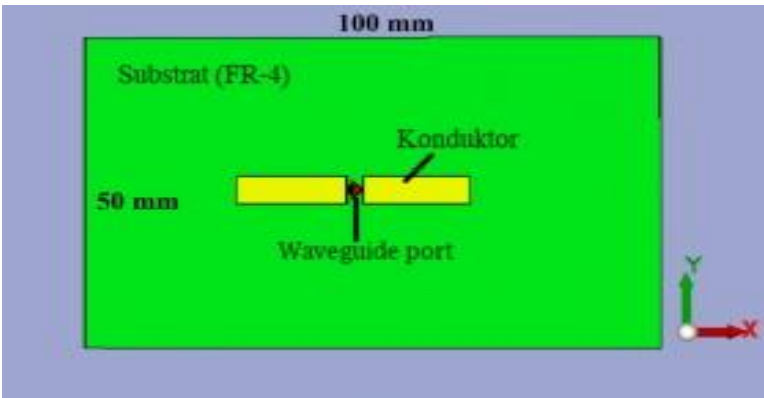 100 mm
Substrat (FR-4)
Konduktor
50 mm
Waveguide port
Y
X